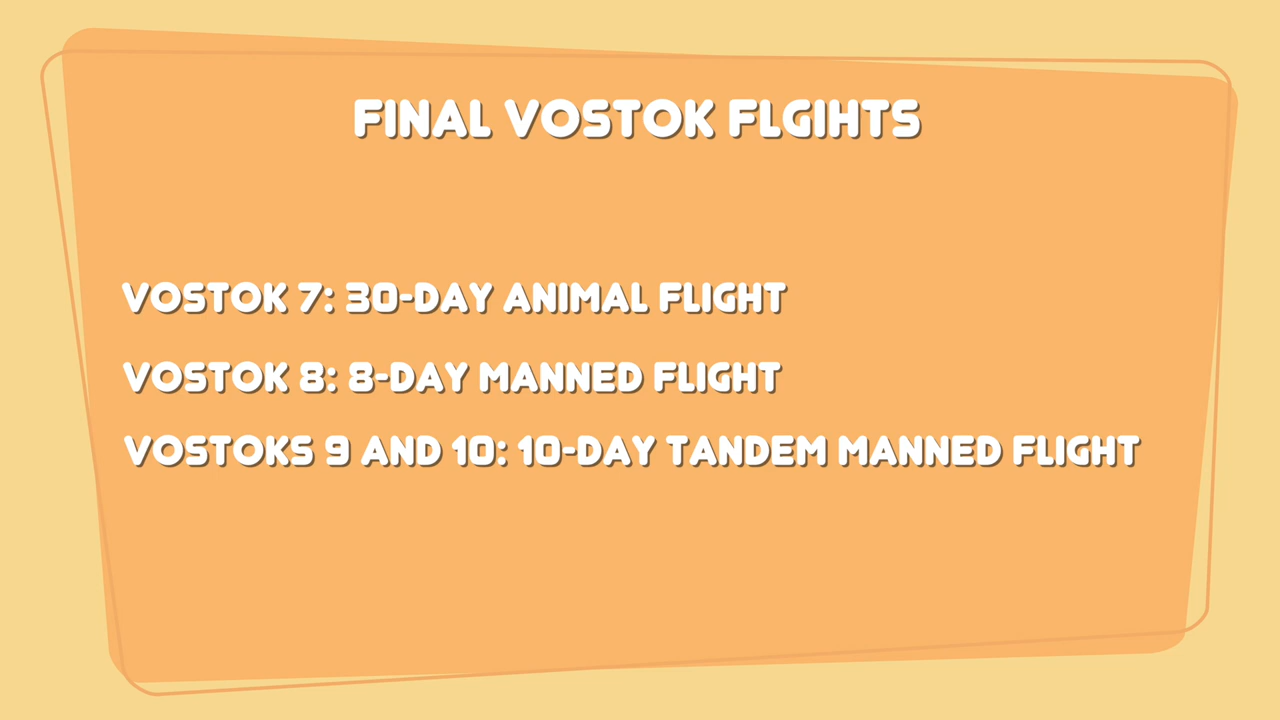 FINAL VOSTOK FLGIHTS
VOSTOK 7: 30-DAY ANIMAL FLIGHT
VOSTOK 8: 8-DAY MANNED FLIGHT
VOSTOKS 9 AND 10: 10-DAY TANDEM MANNED FLIGHT